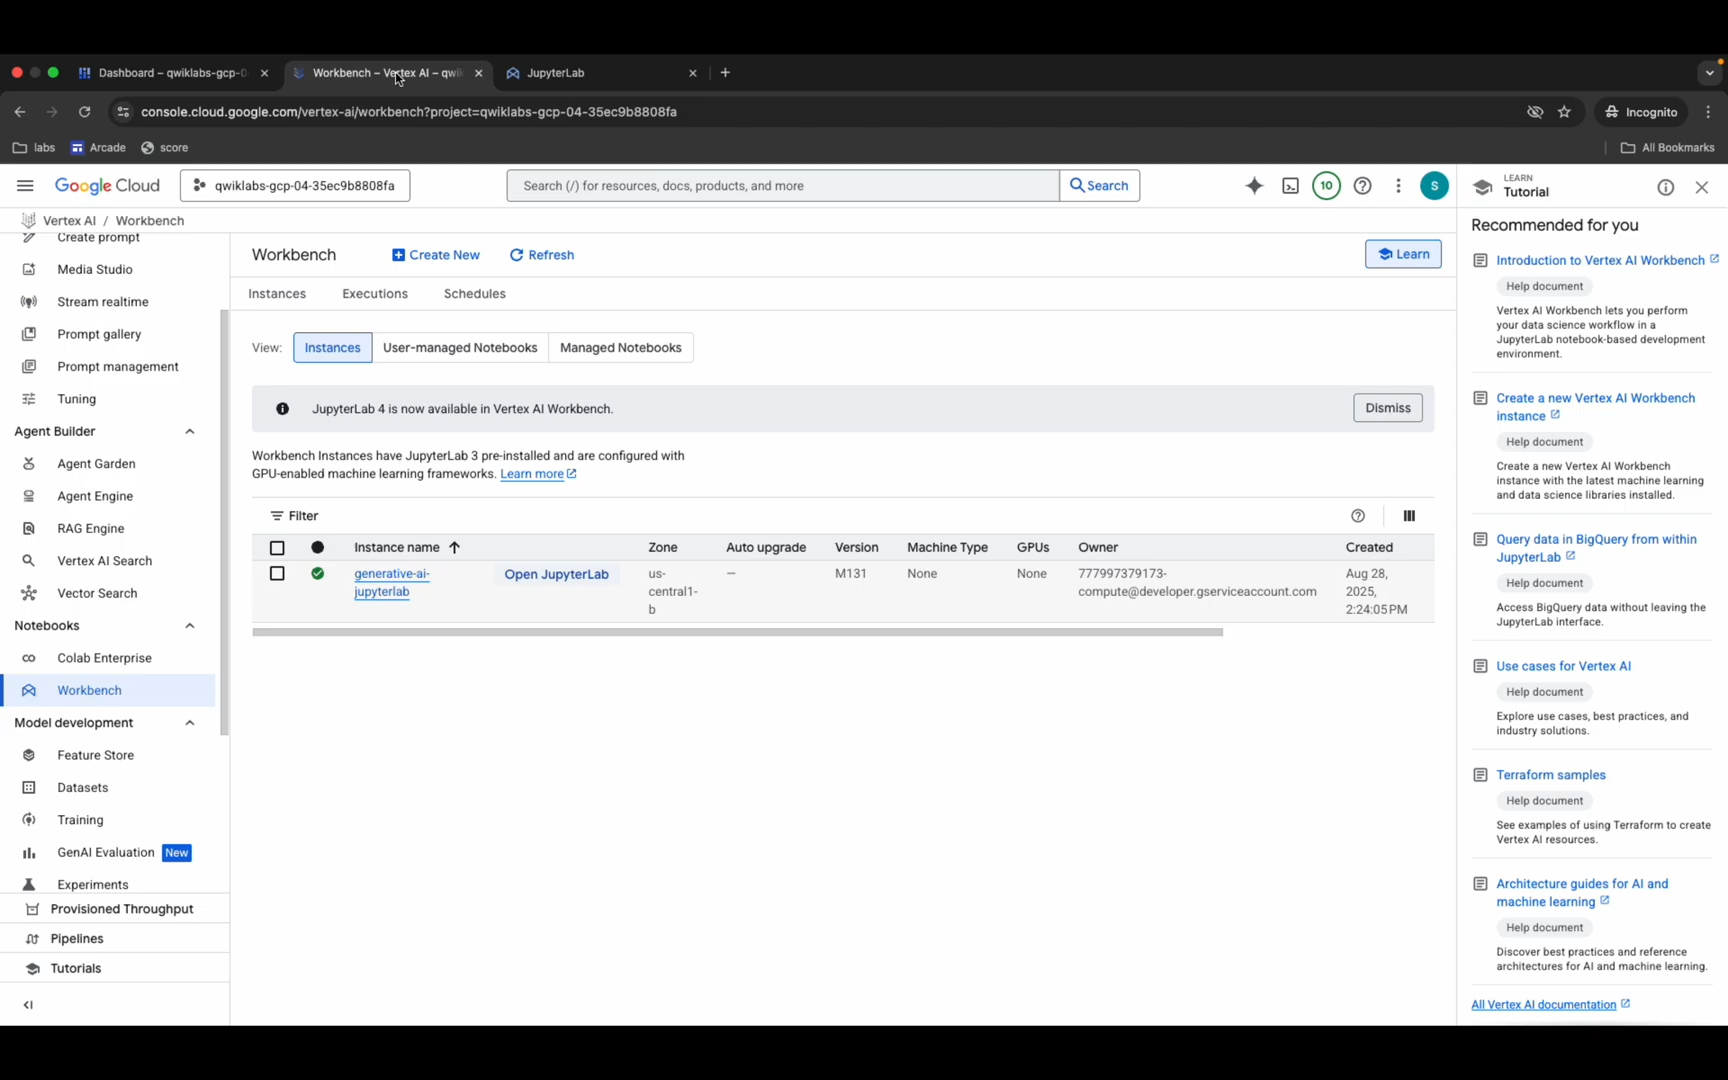 Dashboard – qwiklabs-gcp-0
Workbench – Vertex AI – qwi
JupyterLab
console.cloud.google.com/vertex-ai/workbench?project=qwiklabs-gcp-04-35ec9b8808fa
Incognito
labs
Arcade
score
All Bookmarks
Google Cloud
qwiklabs-gcp-04-35ec9b8808fa
Search (/) for resources, docs, products, and more
Search
10
S
LEARN
Tutorial
Vertex AI / Workbench
Create prompt
Media Studio
Stream realtime
Prompt gallery
Prompt management
Tuning
Agent Builder
Agent Garden
Agent Engine
RAG Engine
Vertex AI Search
Vector Search
Notebooks
Colab Enterprise
Workbench
Model development
Feature Store
Datasets
Training
GenAI Evaluation New
Experiments
Provisioned Throughput
Pipelines
Tutorials
Workbench
Create New
Refresh
Learn
Instances
Executions
Schedules
View:
Instances
User-managed Notebooks
Managed Notebooks
JupyterLab 4 is now available in Vertex AI Workbench.
Dismiss
Workbench Instances have JupyterLab 3 pre-installed and are configured with
GPU-enabled machine learning frameworks. Learn more
Filter
Instance name
Zone
Auto upgrade
Version
Machine Type
GPUs
Owner
Created
generative-ai-
jupyterlab
Open JupyterLab
us-
central1-
b
–
M131
None
None
777997379173-
compute@developer.gserviceaccount.com
Aug 28,
2025,
2:24:05 PM
Recommended for you
Introduction to Vertex AI Workbench
Help document
Vertex AI Workbench lets you perform
your data science workflow in a
JupyterLab notebook-based development
environment.
Create a new Vertex AI Workbench
instance
Help document
Create a new Vertex AI Workbench
instance with the latest machine learning
and data science libraries installed.
Query data in BigQuery from within
JupyterLab
Help document
Access BigQuery data without leaving the
JupyterLab interface.
Use cases for Vertex AI
Help document
Explore use cases, best practices, and
industry solutions.
Terraform samples
Help document
See examples of using Terraform to create
Vertex AI resources.
Architecture guides for AI and
machine learning
Help document
Discover best practices and reference
architectures for AI and machine learning.
All Vertex AI documentation